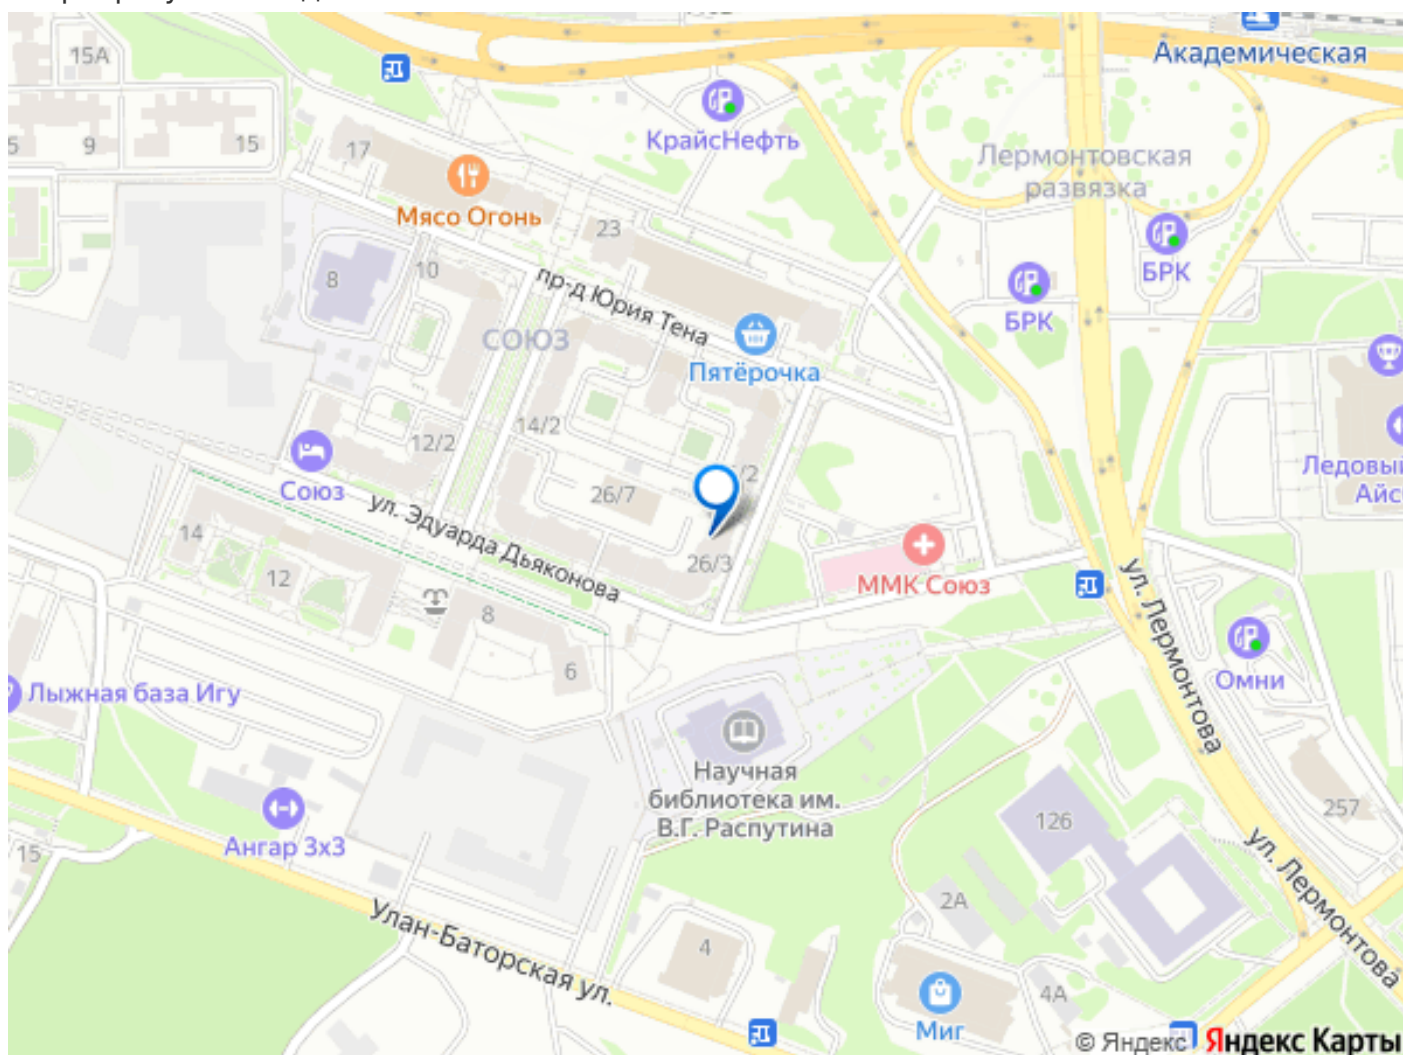 Академическая
15А
КрайсНефть
5
9
15
17
Лермонтовская
развязка
Мясо Огонь
23
БРК
8
10
пр-д Юрия Тена
БРК
СОЮЗ
Пятёрочка
14/2
12/2
Ледовый
Союз
26/7
ул. Эдуарда Дьяконова
14
26/3
12
ММК Союз
ул. Лермонтова
8
6
Омни
Лыжная база Игу
Научная
библиотека им.
В.Г. Распутина
257
126
Ангар 3х3
15
ул. Лермонтова
2А
Улан-Баторская ул.
4
4А
Миг
© Яндекс Яндекс Карты